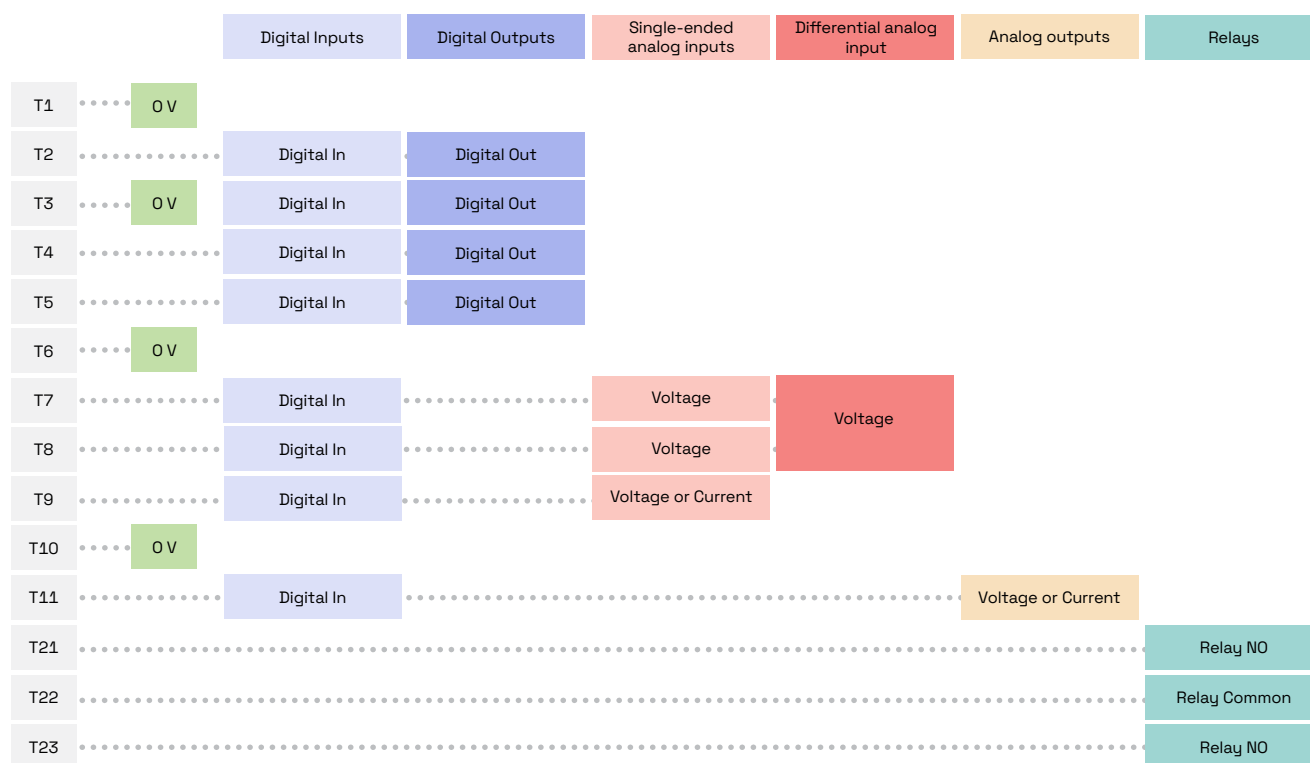 Digital Inputs
Digital Outputs
Single-ended
analog inputs
Differential analog
input
Analog outputs
Relays
T1 0 V
T2 Digital In Digital Out
T3 0 V Digital In Digital Out
T4 Digital In Digital Out
T5 Digital In Digital Out
T6 0 V
T7 Digital In Voltage
Voltage
T8 Digital In Voltage
T9 Digital In Voltage or Current
T10 0 V
T11 Digital In Voltage or Current
T21 Relay NO
T22 Relay Common
T23 Relay NO